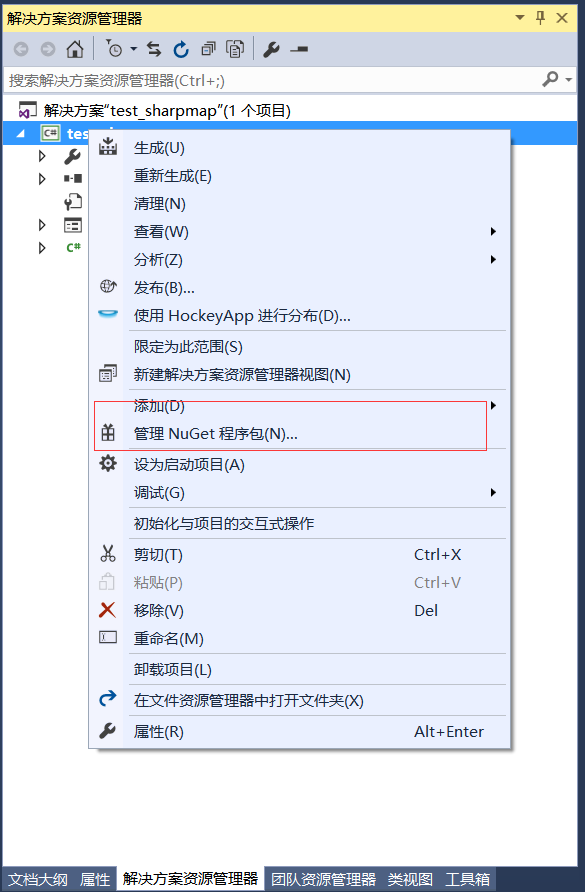 解决方案资源管理器
搜索解决方案资源管理器(Ctrl+;)
解决方案“test_sharpmap”(1 个项目)
C#
C#
生成(U)
重新生成(E)
清理(N)
查看(W)
分析(Z)
发布(B)...
使用 HockeyApp 进行分布(D)...
限定为此范围(S)
新建解决方案资源管理器视图(N)
添加(D)
管理 NuGet 程序包(N)...
设为启动项目(A)
调试(G)
初始化与项目的交互式操作
剪切(T) Ctrl+X
粘贴(P) Ctrl+V
移除(V) Del
重命名(M)
卸载项目(L)
在文件资源管理器中打开文件夹(X)
属性(R) Alt+Enter
文档大纲 属性 解决方案资源管理器 团队资源管理器 类视图 工具箱